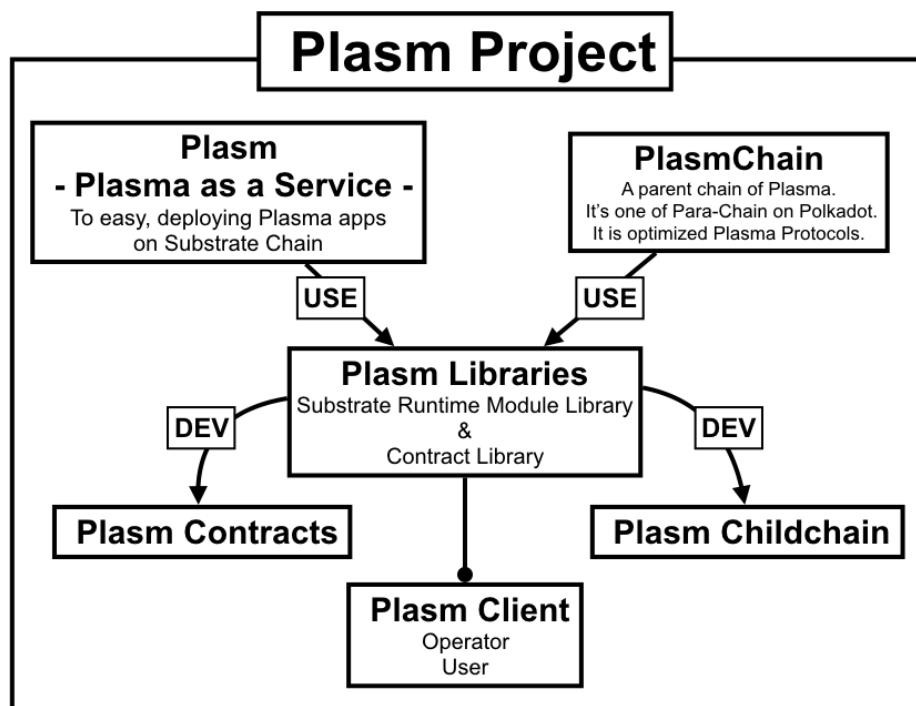 Plasm Project
Plasm
- Plasma as a Service -
To easy, deploying Plasma apps
on Substrate Chain
PlasmChain
A parent chain of Plasma.
It's one of Para-Chain on Polkadot.
It is optimized Plasma Protocols.
USE
USE
Plasm Libraries
Substrate Runtime Module Library
&
Contract Library
DEV
DEV
Plasm Contracts
Plasm Childchain
Plasm Client
Operator
User